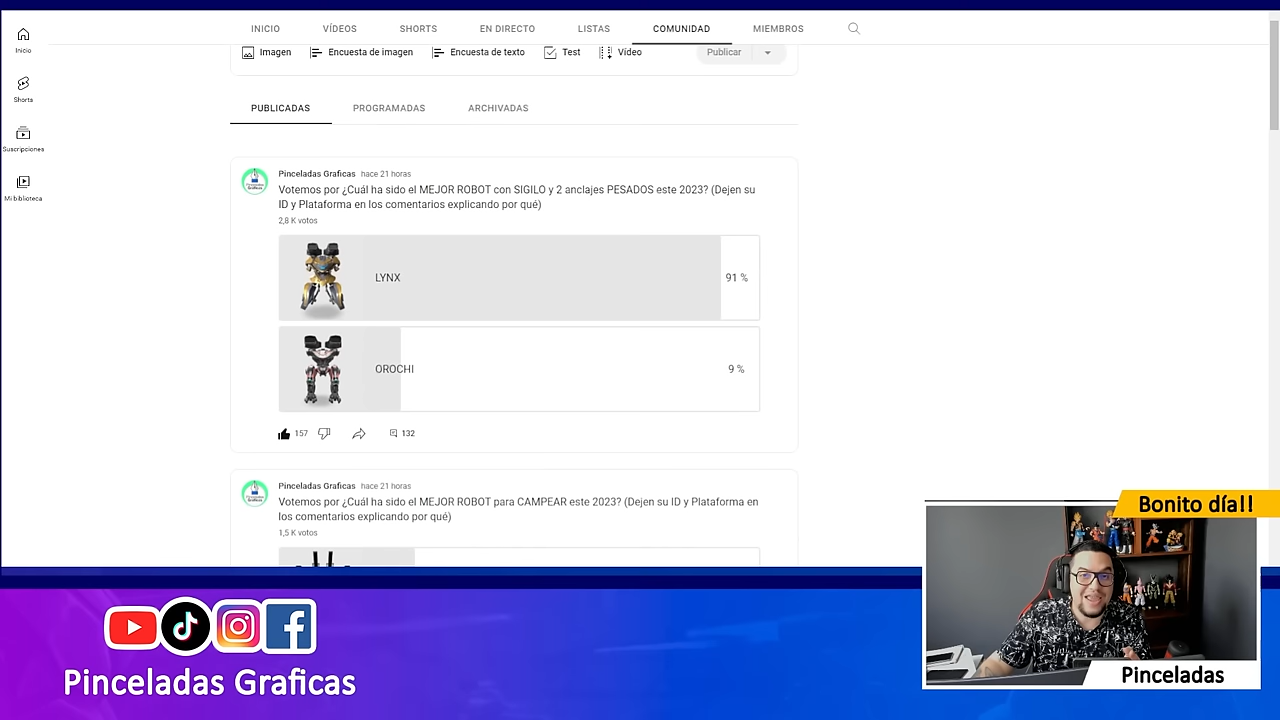 INICIO VÍDEOS SHORTS EN DIRECTO LISTAS COMUNIDAD MIEMBROS
Inicio
Shorts
Suscripciones
Mi biblioteca
Imagen Encuesta de imagen Encuesta de texto Test Vídeo Publicar
PUBLICADAS PROGRAMADAS ARCHIVADAS
Pinceladas Graficas hace 21 horas
Votemos por ¿Cuál ha sido el MEJOR ROBOT con SIGILO y 2 anclajes PESADOS este 2023? (Dejen su
ID y Plataforma en los comentarios explicando por qué)
2,8 K votos
LYNX 91 %
OROCHI 9 %
157 132
Pinceladas Graficas hace 21 horas
Votemos por ¿Cuál ha sido el MEJOR ROBOT para CAMPEAR este 2023? (Dejen su ID y Plataforma en
los comentarios explicando por qué)
1,5 K votos
Bonito día!!
Pinceladas
Pinceladas Graficas